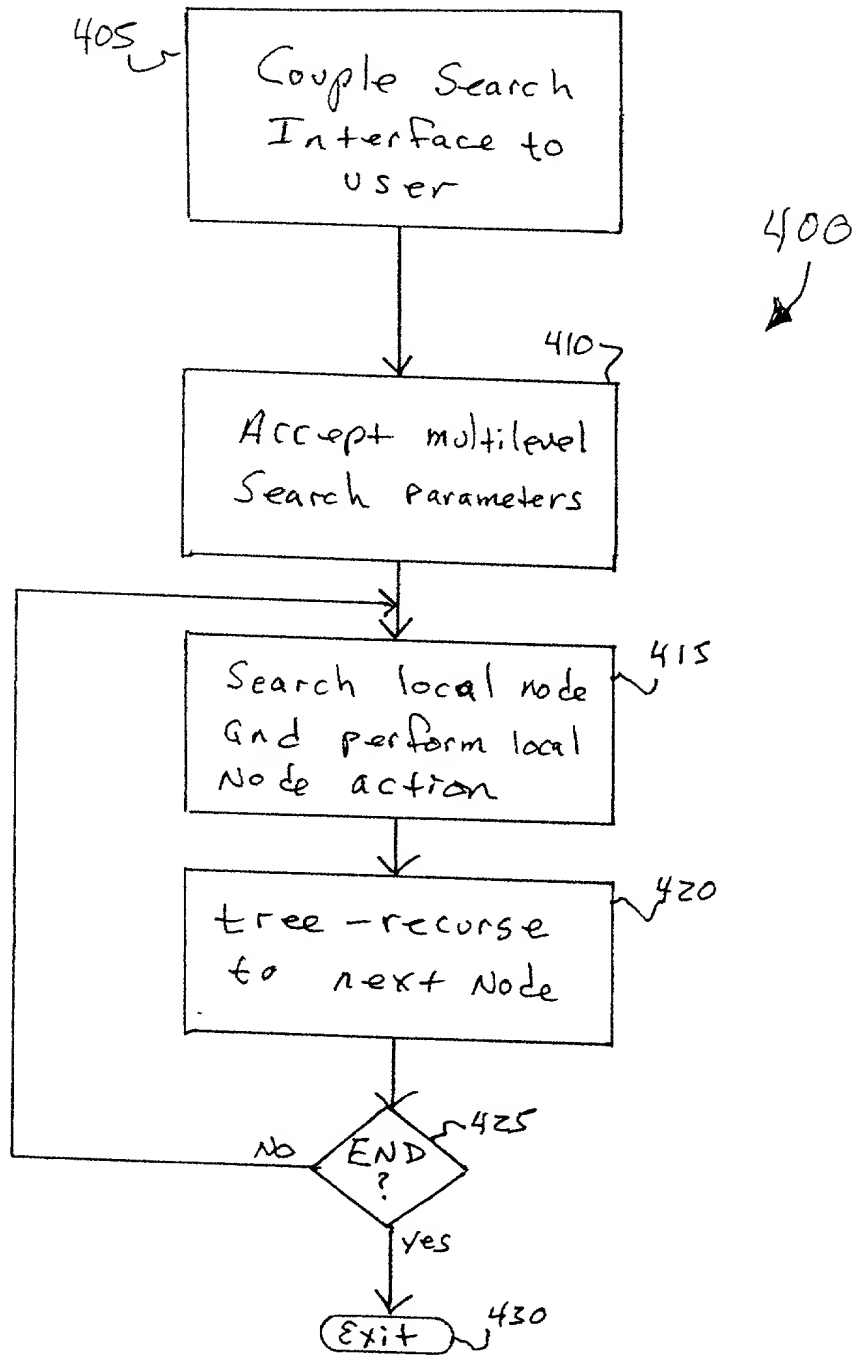 405
Couple Search
Interface to
user
400
410
Accept multilevel
Search parameters
415
Search local node
and perform local
Node action
420
tree-recurse
to next Node
425
END
?
No
yes
Exit
430